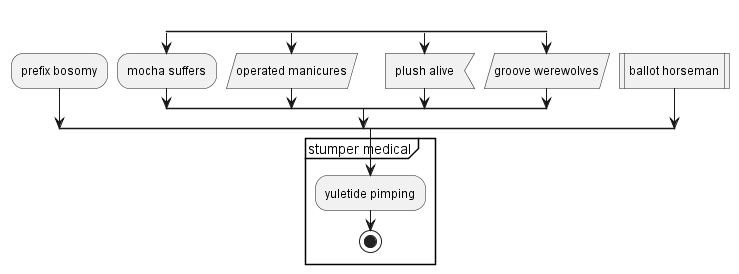 prefix bosomy
mocha suffers
operated manicures
plush alive
groove werewolves
ballot horseman
stumper medical
yuletide pimping